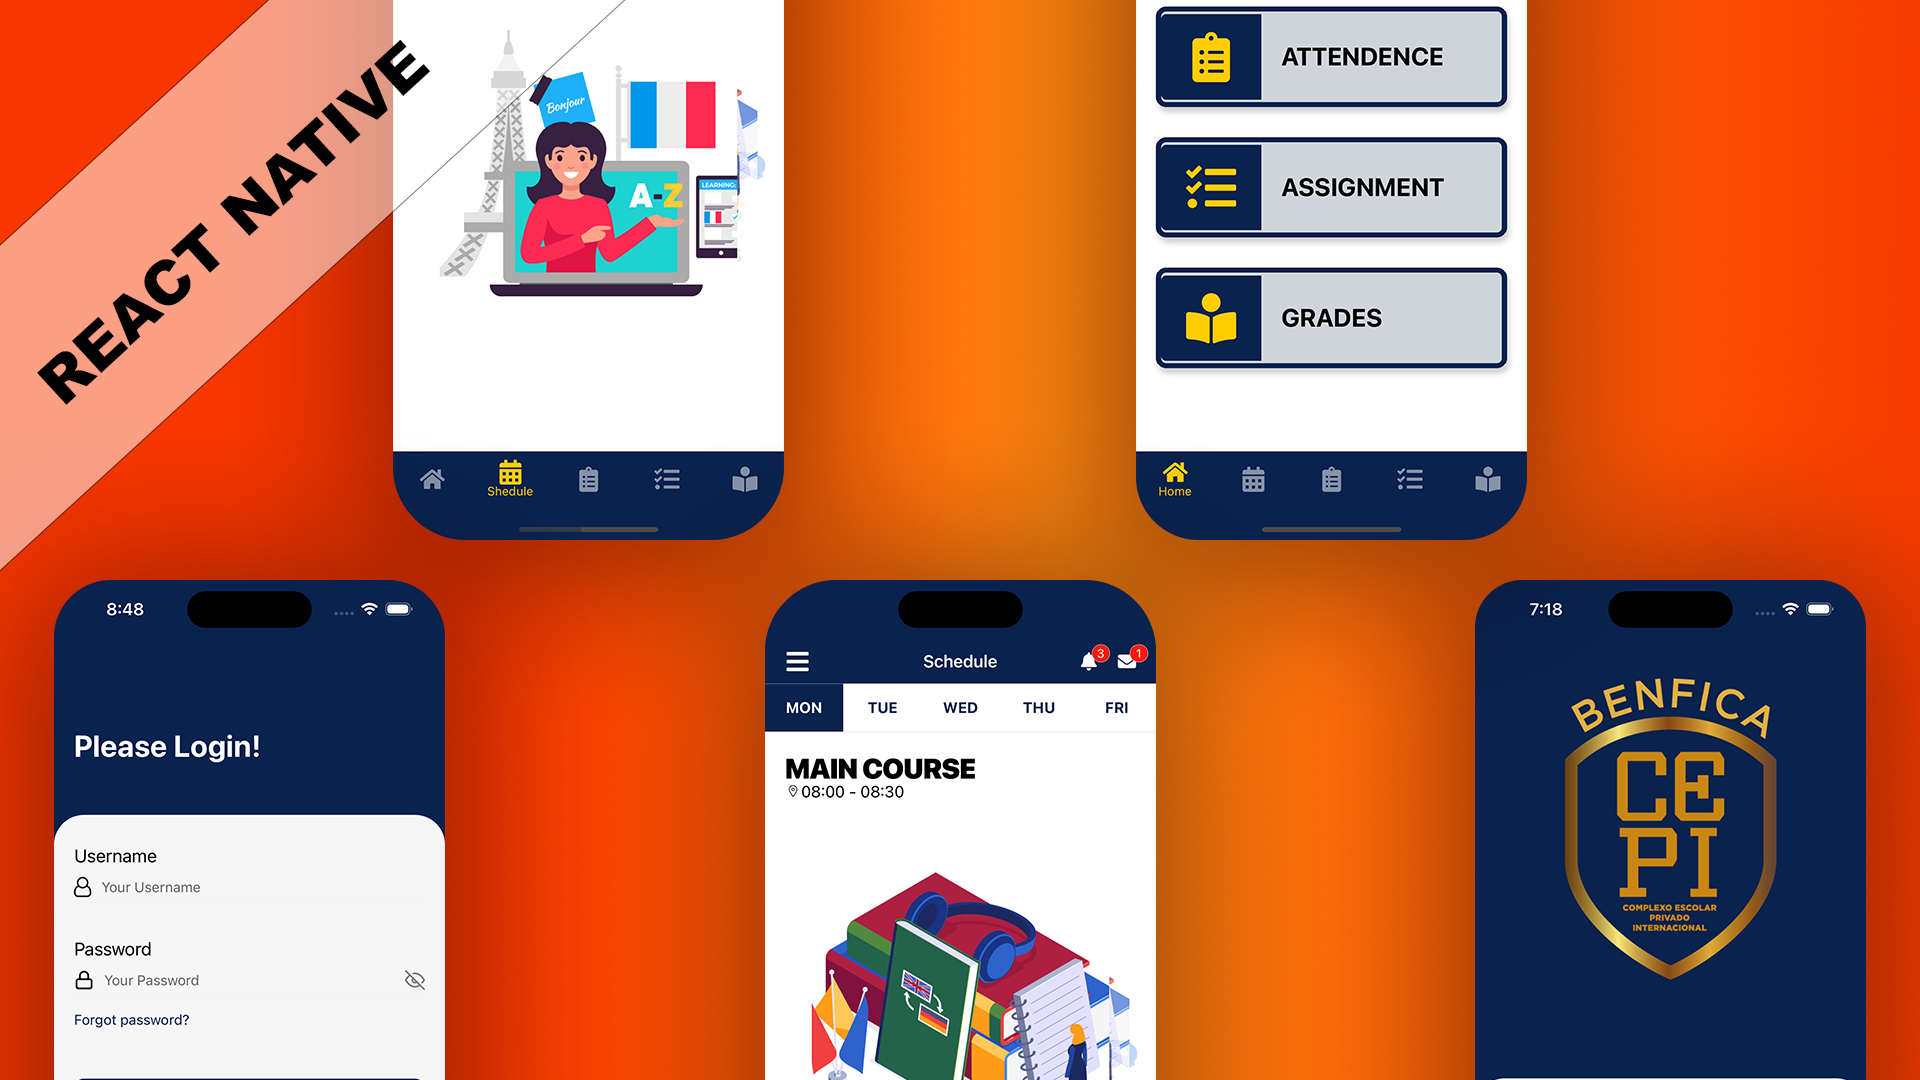 REACT NATIVE
Bonjour
A-Z
LEARNING
Shedule
ATTENDENCE
ASSIGNMENT
GRADES
Home
8:48
Please Login!
Username
Your Username
Password
Your Password
Forgot password?
Schedule
3
1
MON TUE WED THU FRI
MAIN COURSE
08:00 - 08:30
7:18
BENFICA
CE
PI
COMPLEXO ESCOLAR
PRIVADO
INTERNACIONAL